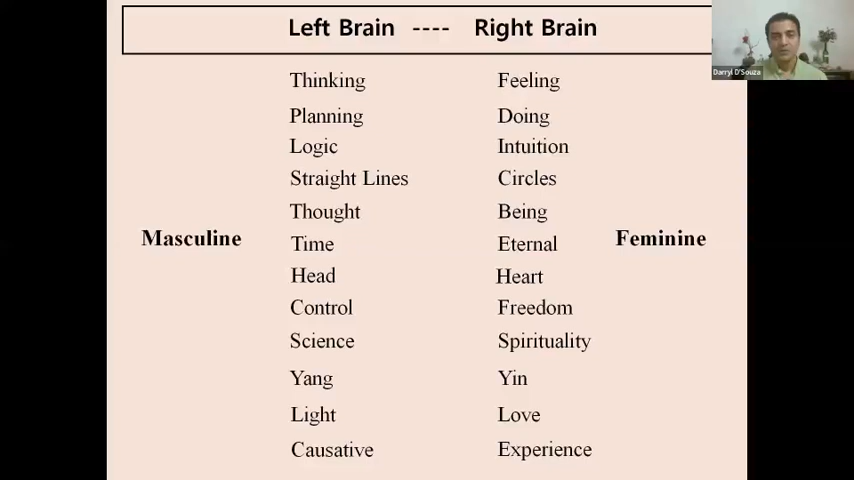 Left Brain ---- Right Brain
Darryl D'Souza
Thinking Feeling
Planning Doing
Logic Intuition
Straight Lines Circles
Thought Being
Masculine Feminine
Time Eternal
Head Heart
Control Freedom
Science Spirituality
Yang Yin
Light Love
Causative Experience